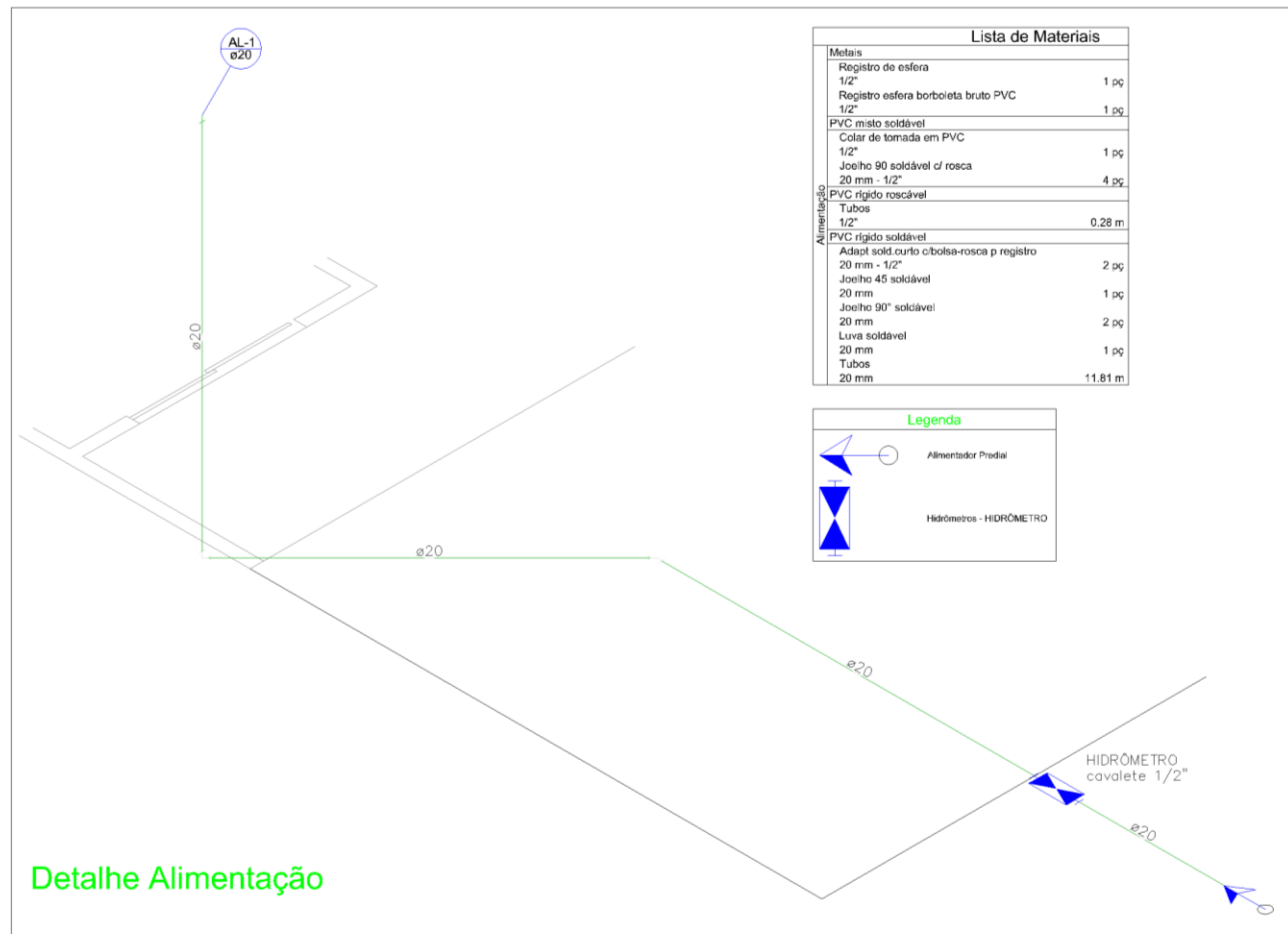 AL-1
ø20
Lista de Materiais
Alimentação
Metais
Registro de esfera
1/2" 1 pç
Registro esfera borboleta bruto PVC
1/2" 1 pç
PVC misto soldável
Colar de tomada em PVC
1/2" 1 pç
Joelho 90 soldável c/ rosca
20 mm - 1/2" 4 pç
PVC rígido roscável
Tubos
1/2" 0.28 m
PVC rígido soldável
Adapt sold.curto c/bolsa-rosca p registro
20 mm - 1/2" 2 pç
Joelho 45 soldável
20 mm 1 pç
Joelho 90° soldável
20 mm 2 pç
Luva soldável
20 mm 1 pç
Tubos
20 mm 11.81 m
ø20
Legenda
Alimentador Predial
Hidrômetros - HIDRÔMETRO
ø20
ø20
HIDRÔMETRO
cavalete 1/2"
ø20
Detalhe Alimentação